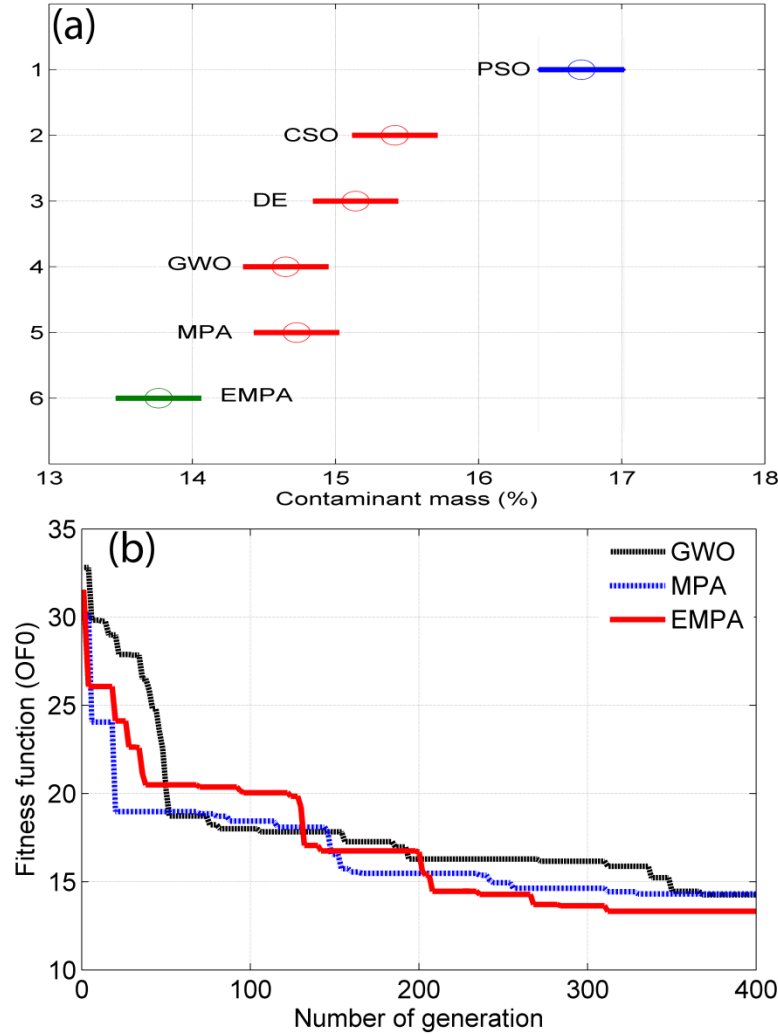 (a)
1
PSO
2
CSO
3
DE
4
GWO
5
MPA
6
EMPA
13 14 15 16 17 18
Contaminant mass (%)
(b)
35
30
25
20
15
10
Fitness function (OF0)
GWO
MPA
EMPA
0 100 200 300 400
Number of generation